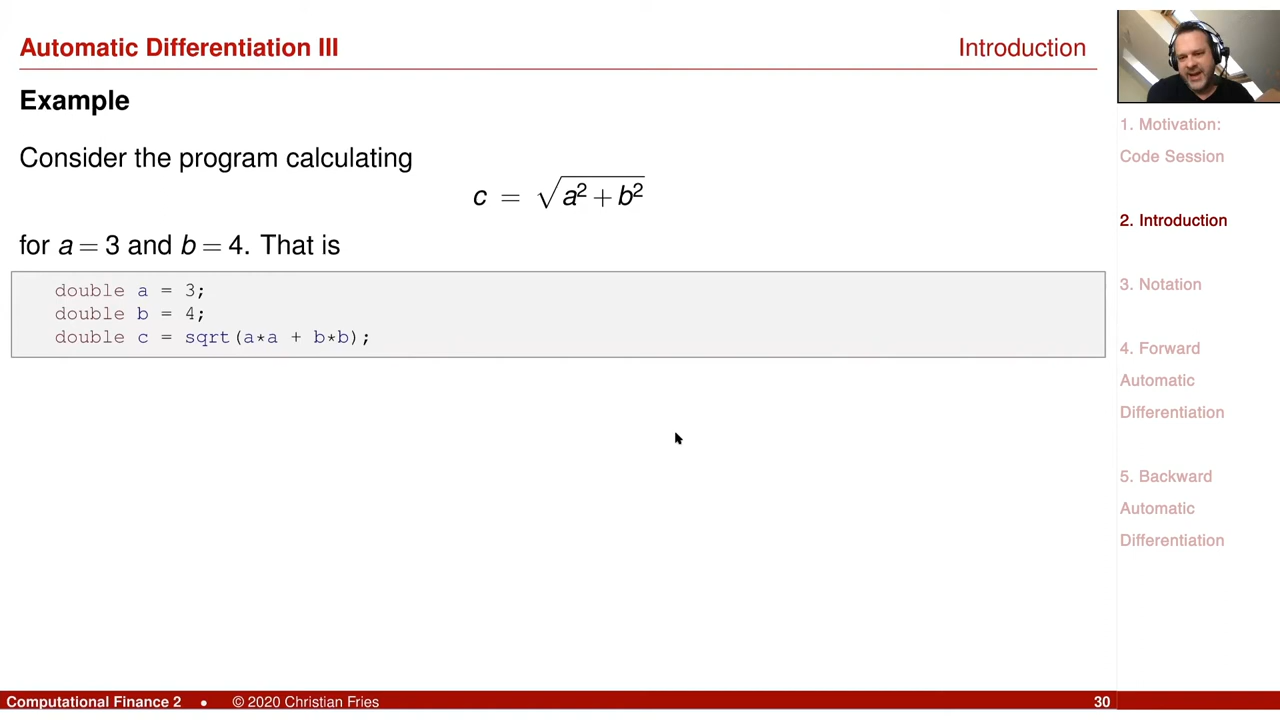 Automatic Differentiation III
Introduction
Example
Consider the program calculating
c = √a² + b²
for a = 3 and b = 4. That is
double a = 3;
double b = 4;
double c = sqrt(a*a + b*b);
1. Motivation:
Code Session
2. Introduction
3. Notation
4. Forward
Automatic
Differentiation
5. Backward
Automatic
Differentiation
Computational Finance 2 • © 2020 Christian Fries
30